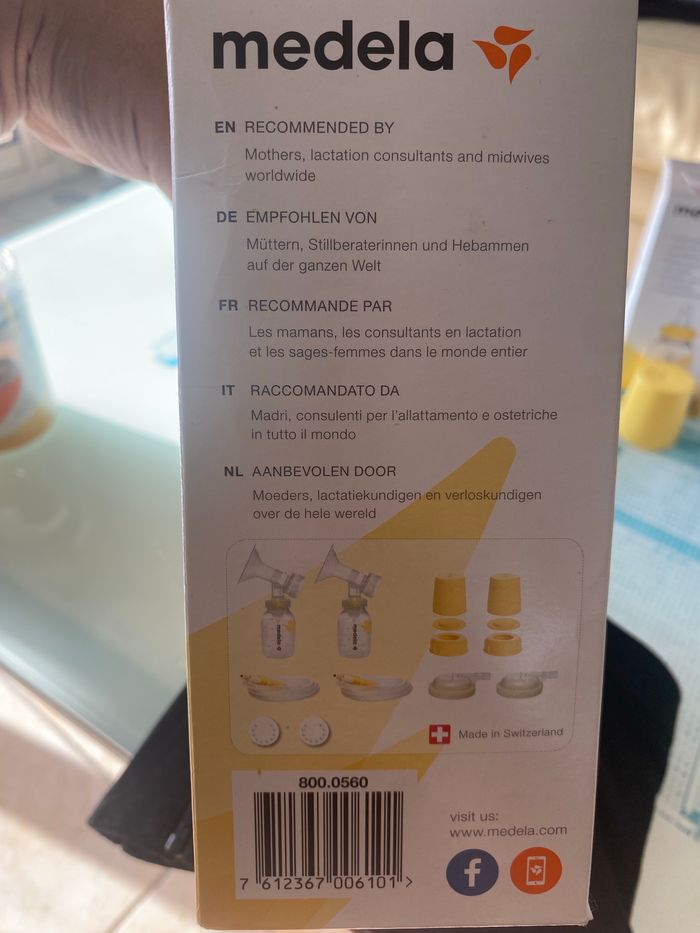 medela
EN RECOMMENDED BY
Mothers, lactation consultants and midwives
worldwide
DE EMPFOHLEN VON
Müttern, Stillberaterinnen und Hebammen
auf der ganzen Welt
FR RECOMMANDE PAR
Les mamans, les consultants en lactation
et les sages-femmes dans le monde entier
IT RACCOMANDATO DA
Madri, consulenti per l'allattamento e ostetriche
in tutto il mondo
NL AANBEVOLEN DOOR
Moeders, lactatiekundigen en verloskundigen
over de hele wereld
medela
medela
Made in Switzerland
800.0560
7 612367 006101 >
visit us:
www.medela.com
f